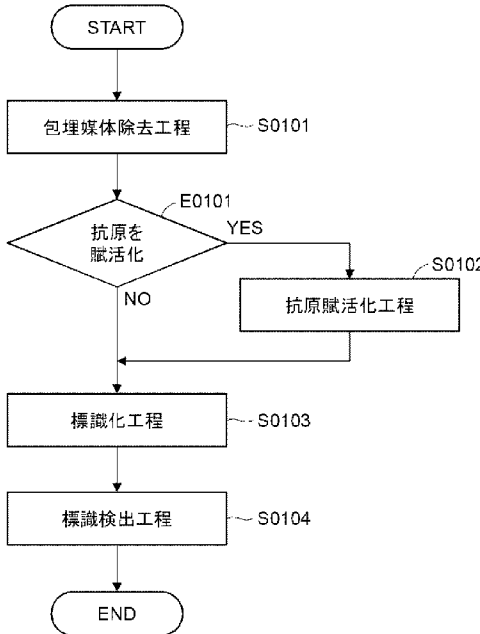 START
包埋媒体除去工程
S0101
E0101
抗原を
賦活化
YES
NO
S0102
抗原賦活化工程
標識化工程
S0103
標識検出工程
S0104
END